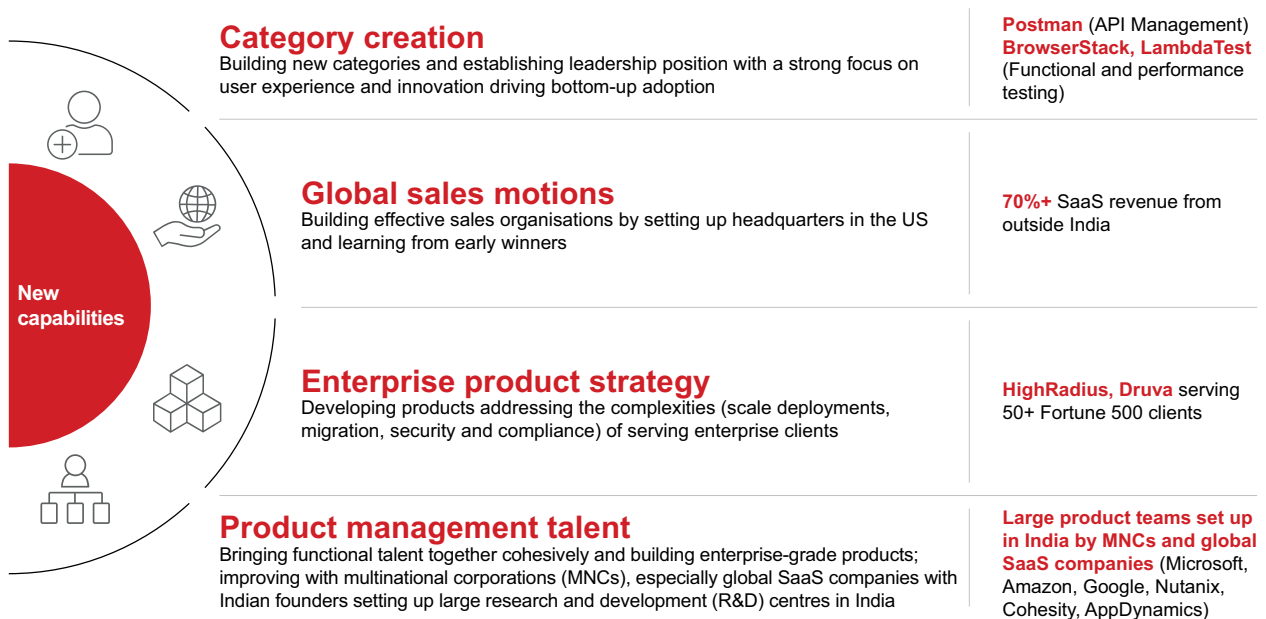 New
capabilities
Category creation
Building new categories and establishing leadership position with a strong focus on
user experience and innovation driving bottom-up adoption
Postman (API Management)
BrowserStack, LambdaTest
(Functional and performance
testing)
Global sales motions
Building effective sales organisations by setting up headquarters in the US
and learning from early winners
70%+ SaaS revenue from
outside India
Enterprise product strategy
Developing products addressing the complexities (scale deployments,
migration, security and compliance) of serving enterprise clients
HighRadius, Druva serving
50+ Fortune 500 clients
Product management talent
Bringing functional talent together cohesively and building enterprise-grade products;
improving with multinational corporations (MNCs), especially global SaaS companies with
Indian founders setting up large research and development (R&D) centres in India
Large product teams set up
in India by MNCs and global
SaaS companies (Microsoft,
Amazon, Google, Nutanix,
Cohesity, AppDynamics)